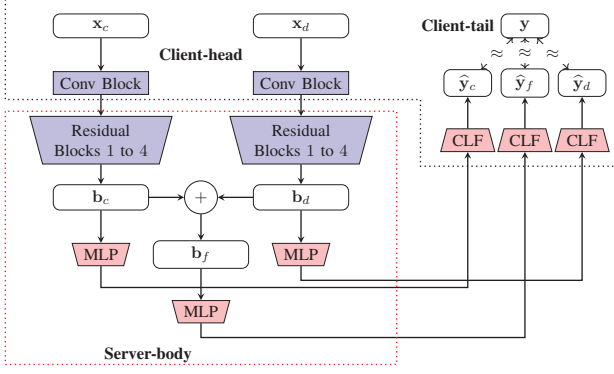 x_c
x_d
Client-tail
y
Client-head
≈ ≈ ≈
Conv Block
Conv Block
ŷ_c
ŷ_f
ŷ_d
Residual
Blocks 1 to 4
Residual
Blocks 1 to 4
CLF
CLF
CLF
b_c
+
b_d
MLP
b_f
MLP
MLP
Server-body